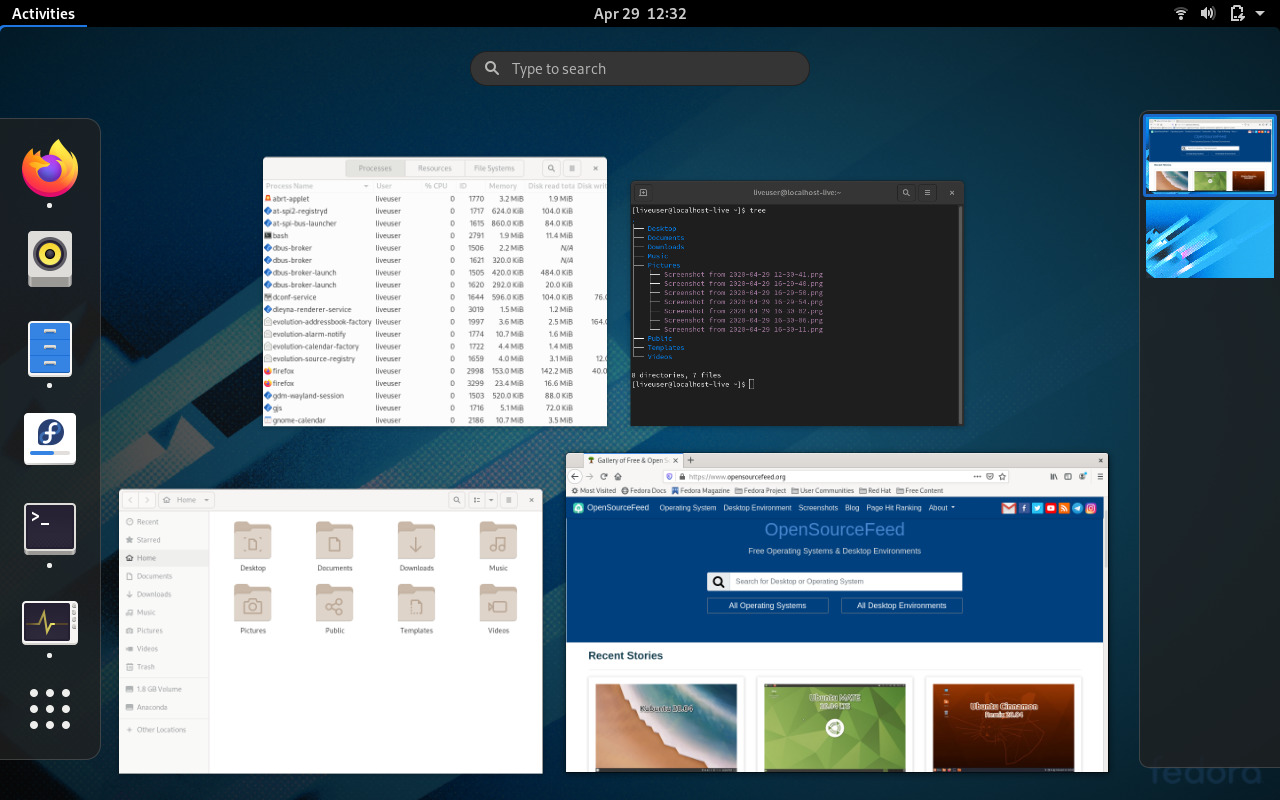 Activities
Apr 29 12:32
Type to search
Processes Resources File Systems
Process Name User % CPU ID Memory Disk read tota Disk writ
abrt-applet liveuser 0 1770 3.2 MiB 1.9 MiB
at-spi2-registryd liveuser 0 1717 624.0 KiB 104.0 KiB
at-spi-bus-launcher liveuser 0 1615 860.0 KiB 84.0 KiB
bash liveuser 0 2791 1.9 MiB 11.4 MiB
dbus-broker liveuser 0 1506 2.2 MiB N/A
dbus-broker liveuser 0 1621 320.0 KiB N/A
dbus-broker-launch liveuser 0 1505 420.0 KiB 484.0 KiB
dbus-broker-launch liveuser 0 1620 292.0 KiB 20.0 KiB
dconf-service liveuser 0 1644 596.0 KiB 104.0 KiB 76.
dleyna-renderer-service liveuser 0 3019 1.5 MiB 1.2 MiB
evolution-addressbook-factory liveuser 0 1997 3.6 MiB 2.5 MiB 164.
evolution-alarm-notify liveuser 0 1774 10.7 MiB 1.6 MiB
evolution-calendar-factory liveuser 0 1722 4.4 MiB 1.4 MiB
evolution-source-registry liveuser 0 1659 4.0 MiB 3.1 MiB 12.
firefox liveuser 0 2998 153.0 MiB 142.2 MiB 40.
firefox liveuser 0 3299 23.4 MiB 16.6 MiB
gdm-wayland-session liveuser 0 1503 520.0 KiB 88.0 KiB
gjs liveuser 0 1716 5.1 MiB 72.0 KiB
gnome-calendar liveuser 0 2186 10.7 MiB 3.5 MiB
liveuser@localhost-live:~
[liveuser@localhost-live ~]$ tree
.
├── Desktop
├── Documents
├── Downloads
├── Music
├── Pictures
│   ├── Screenshot from 2020-04-29 12-30-41.png
│   ├── Screenshot from 2020-04-29 16-29-48.png
│   ├── Screenshot from 2020-04-29 16-29-50.png
│   ├── Screenshot from 2020-04-29 16-29-54.png
│   ├── Screenshot from 2020-04-29 16-30-02.png
│   ├── Screenshot from 2020-04-29 16-30-06.png
│   └── Screenshot from 2020-04-29 16-30-11.png
├── Public
├── Templates
└── Videos
8 directories, 7 files
[liveuser@localhost-live ~]$
Home
Recent
Starred
Home
Documents
Downloads
Music
Pictures
Videos
Trash
1.8 GB Volume
Anaconda
Other Locations
Desktop Documents Downloads Music
Pictures Public Templates Videos
Gallery of Free & Open S
https://www.opensourcefeed.org
Most Visited Fedora Docs Fedora Magazine Fedora Project User Communities Red Hat Free Content
OpenSourceFeed Operating System Desktop Environment Screenshots Blog Page Hit Ranking About
OpenSourceFeed
Free Operating Systems & Desktop Environments
Search for Desktop or Operating System
All Operating Systems All Desktop Environments
Recent Stories
Kubuntu 20.04
Ubuntu MATE
20.04 LTS
Ubuntu Cinnamon
Remix 20.04
fedora